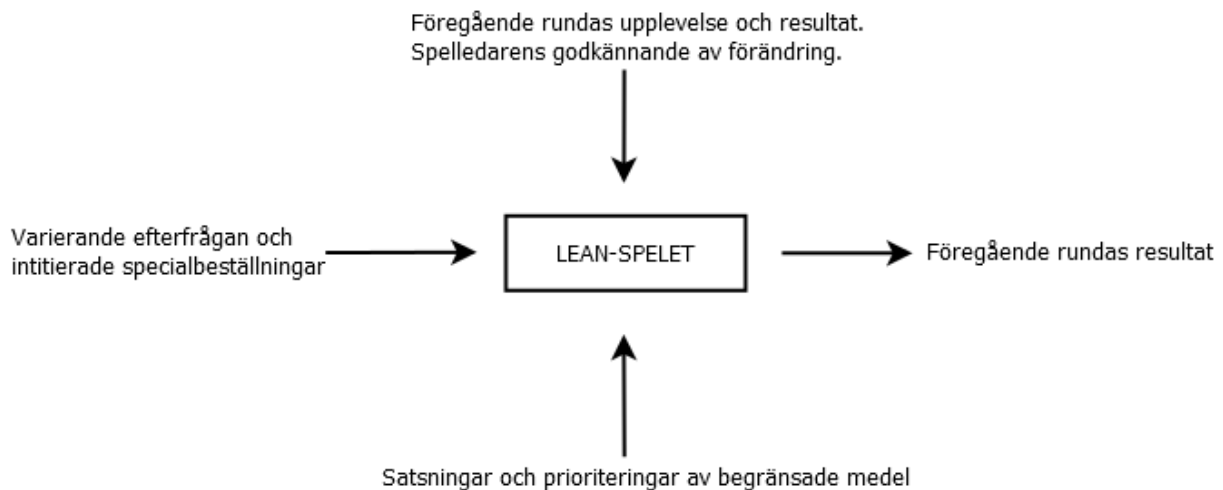 Föregående rundas upplevelse och resultat.
Spelledarens godkännande av förändring.
Varierande efterfrågan och
intitierade specialbeställningar
LEAN-SPELET
Föregående rundas resultat
Satsningar och prioriteringar av begränsade medel